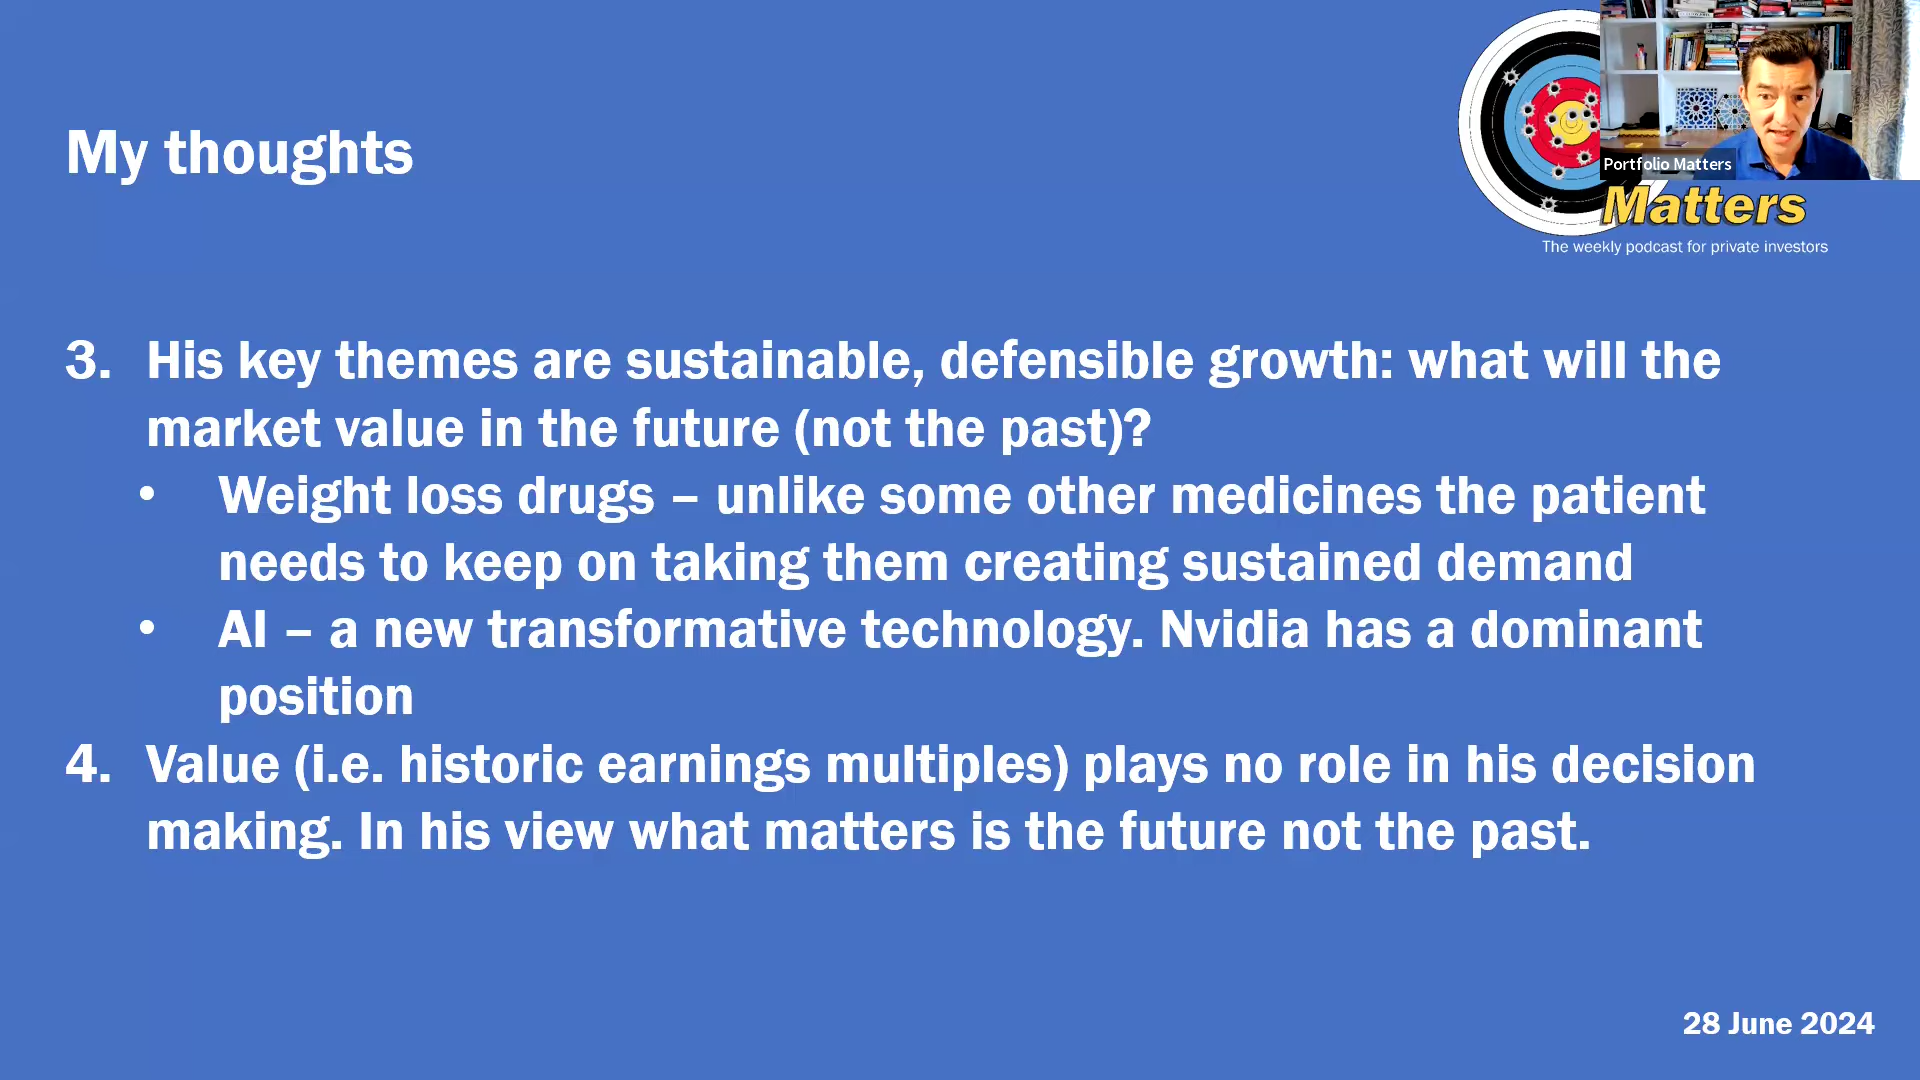 My thoughts
Portfolio Matters
Matters
The weekly podcast for private investors
3. His key themes are sustainable, defensible growth: what will the
market value in the future (not the past)?
• Weight loss drugs – unlike some other medicines the patient
needs to keep on taking them creating sustained demand
• AI – a new transformative technology. Nvidia has a dominant
position
4. Value (i.e. historic earnings multiples) plays no role in his decision
making. In his view what matters is the future not the past.
28 June 2024